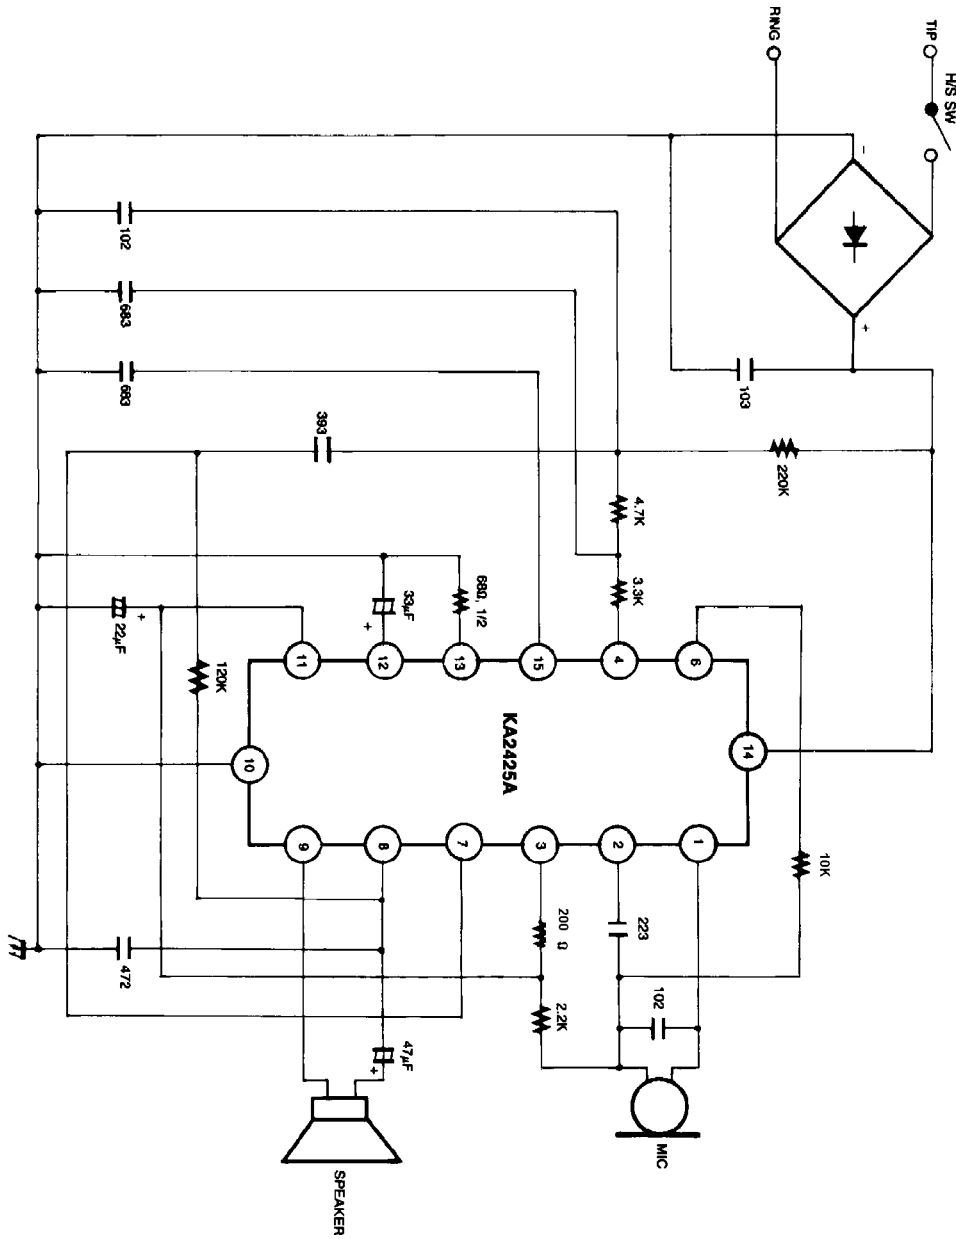 RING
TIP
H/S SW
-
+
102
683
683
103
393
220K
4.7K
3.3K
68Ω, 1/2
33μF
+
22μF
+
120K
11
12
13
15
4
6
14
KA2425A
10
9
8
7
3
2
1
10K
200 Ω
223
2.2K
102
472
47μF
+
MIC
SPEAKER